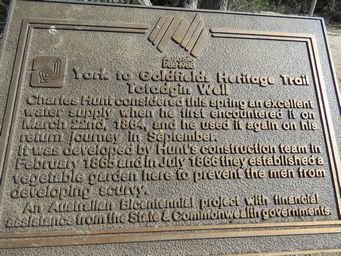 Australia
1788-1988
York to Goldfields Heritage Trail
Totadgin Well
Charles Hunt considered this spring an excellent
water supply when he first encountered it on
March 22nd, 1864, and he used it again on his
return journey in September.
It was developed by Hunt's construction team in
February 1865 and in July 1866 they established a
vegetable garden here to prevent the men from
developing scurvy.
An Australian Bicentennial project with financial
assistance from the State & Commonwealth governments.